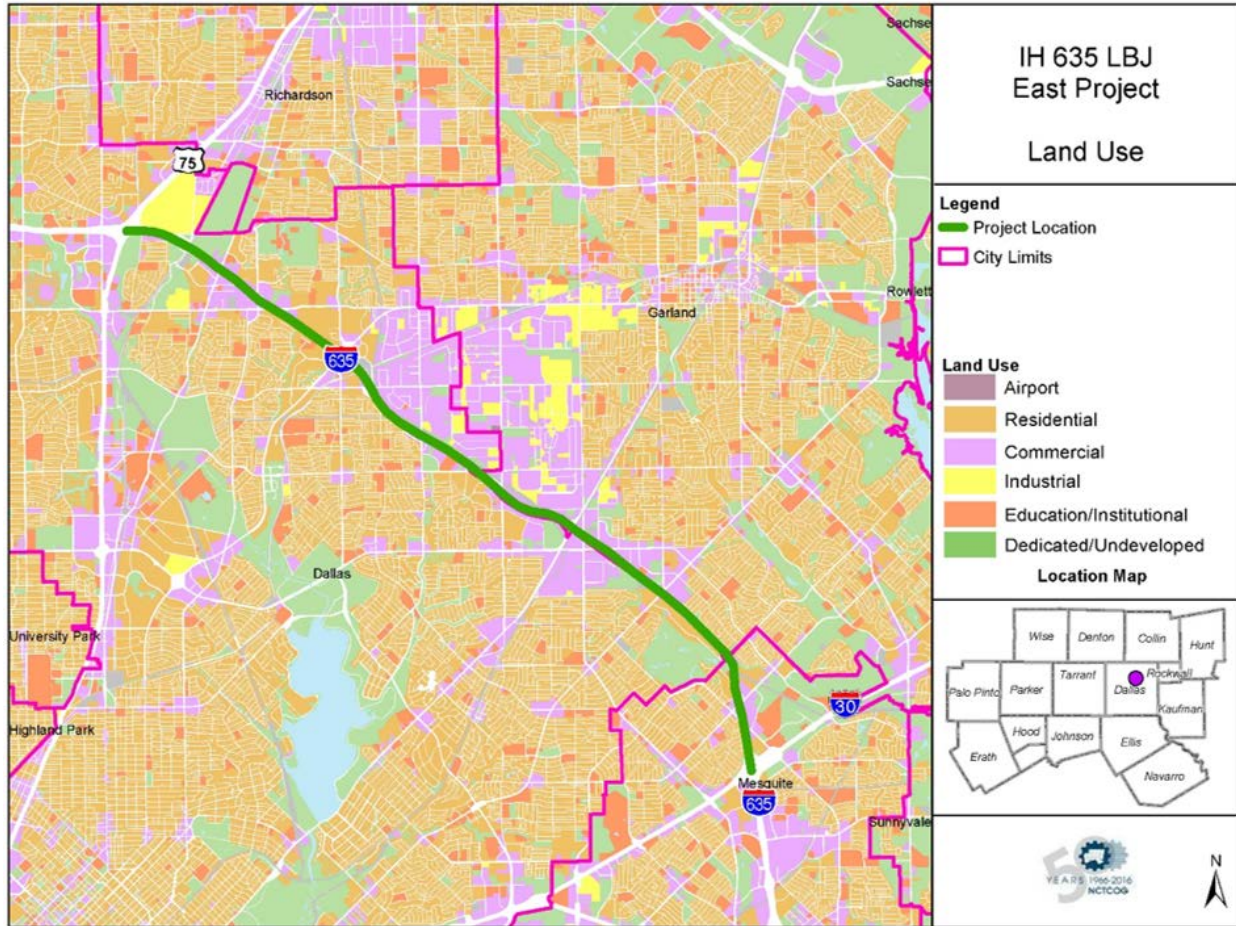 IH 635 LBJ
East Project
Land Use
Legend
Project Location
City Limits
Land Use
Airport
Residential
Commercial
Industrial
Education/Institutional
Dedicated/Undeveloped
Location Map
Wise
Denton
Collin
Hunt
Palo Pinto
Parker
Tarrant
Dallas
Rockwall
Kaufman
Erath
Hood
Johnson
Ellis
Navarro
50
YEARS 1966-2016
NCTCOG
N
Sachse
Sachse
Richardson
75
Rowlett
Garland
635
Dallas
University Park
Highland Park
30
Mesquite
635
Sunnyvale